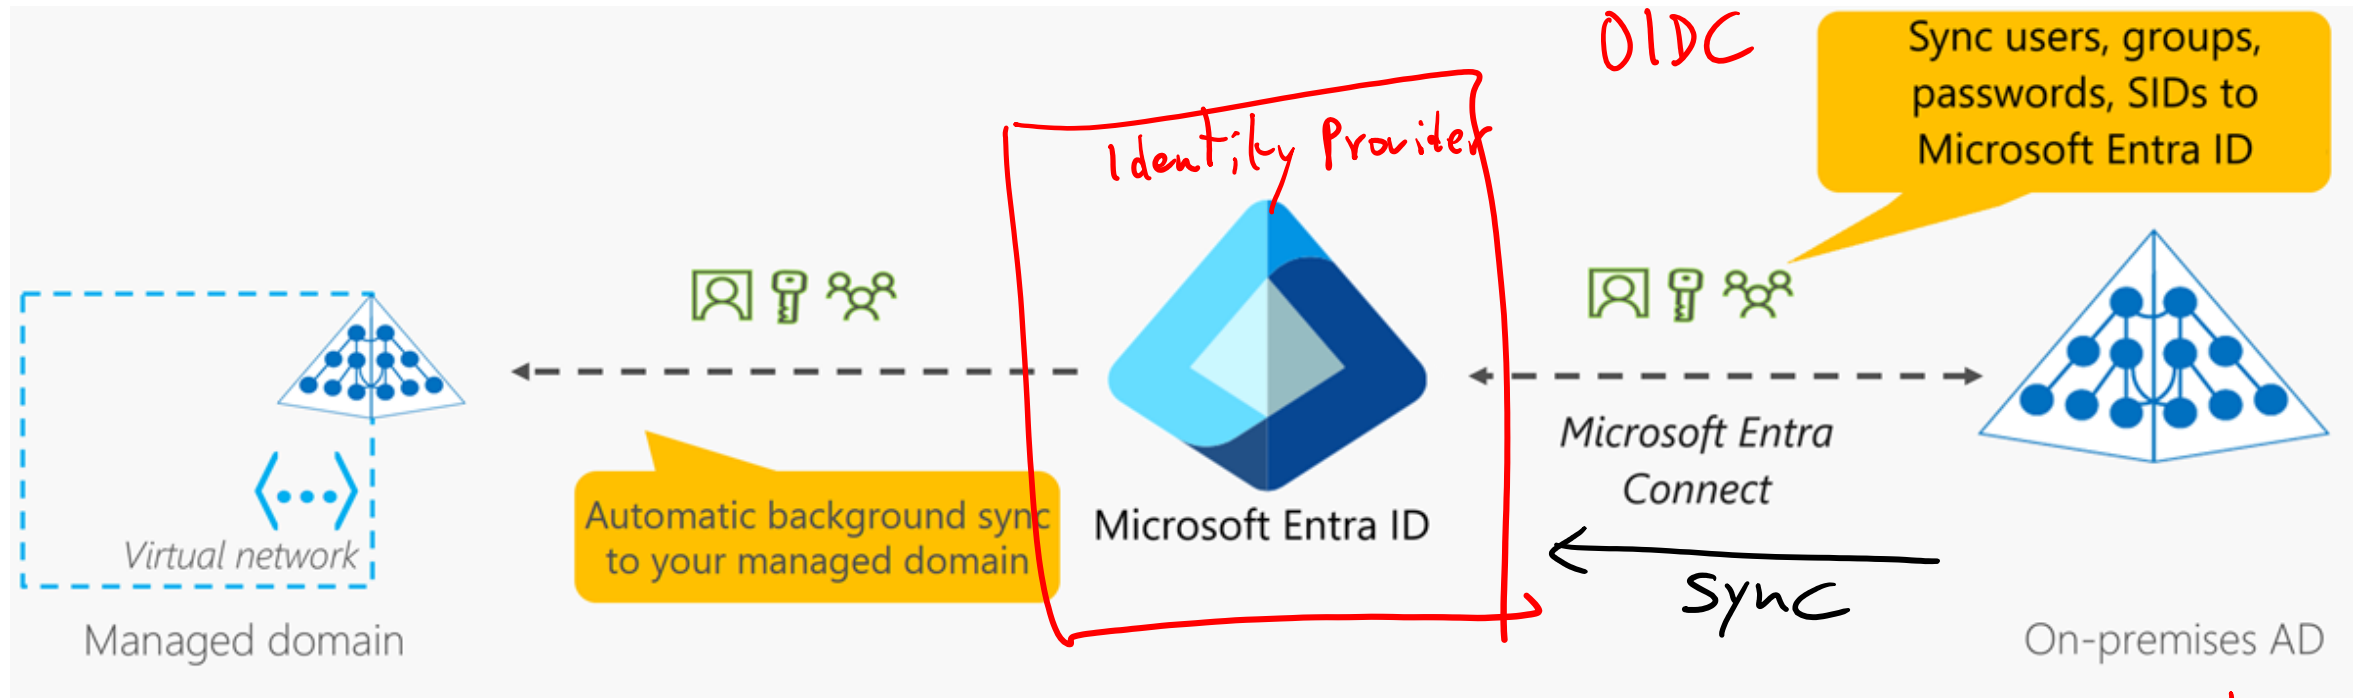 OIDC
Sync users, groups,
passwords, SIDs to
Microsoft Entra ID
Identity Provider
Automatic background sync
to your managed domain
Microsoft Entra ID
Microsoft Entra
Connect
Sync
Virtual network
Managed domain
On-premises AD